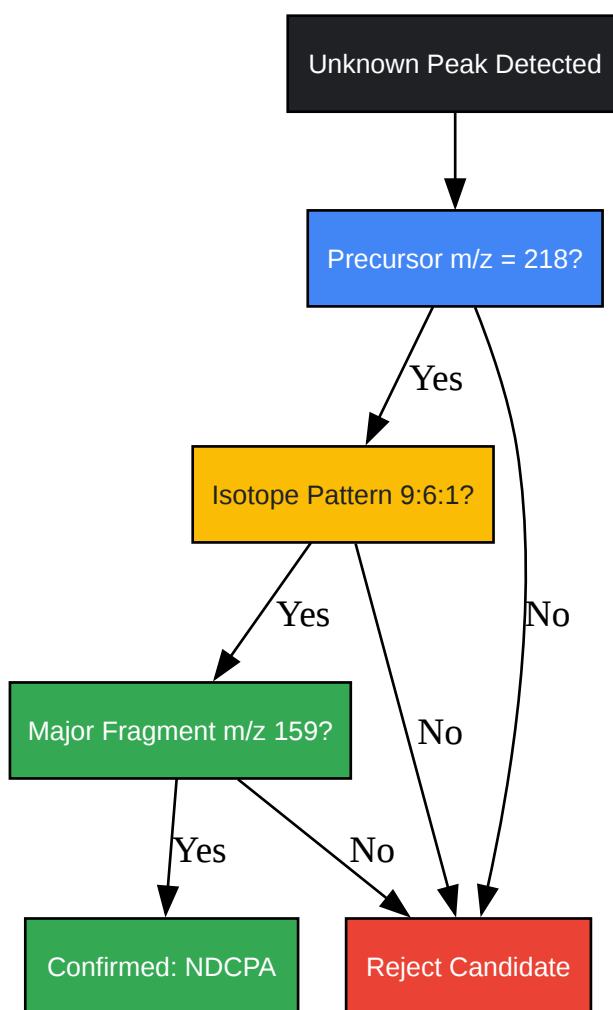 Unknown Peak Detected
Precursor m/z = 218?
Yes
Isotope Pattern 9:6:1?
Yes
No
Major Fragment m/z 159?
No
Yes
No
Confirmed: NDCPA
Reject Candidate